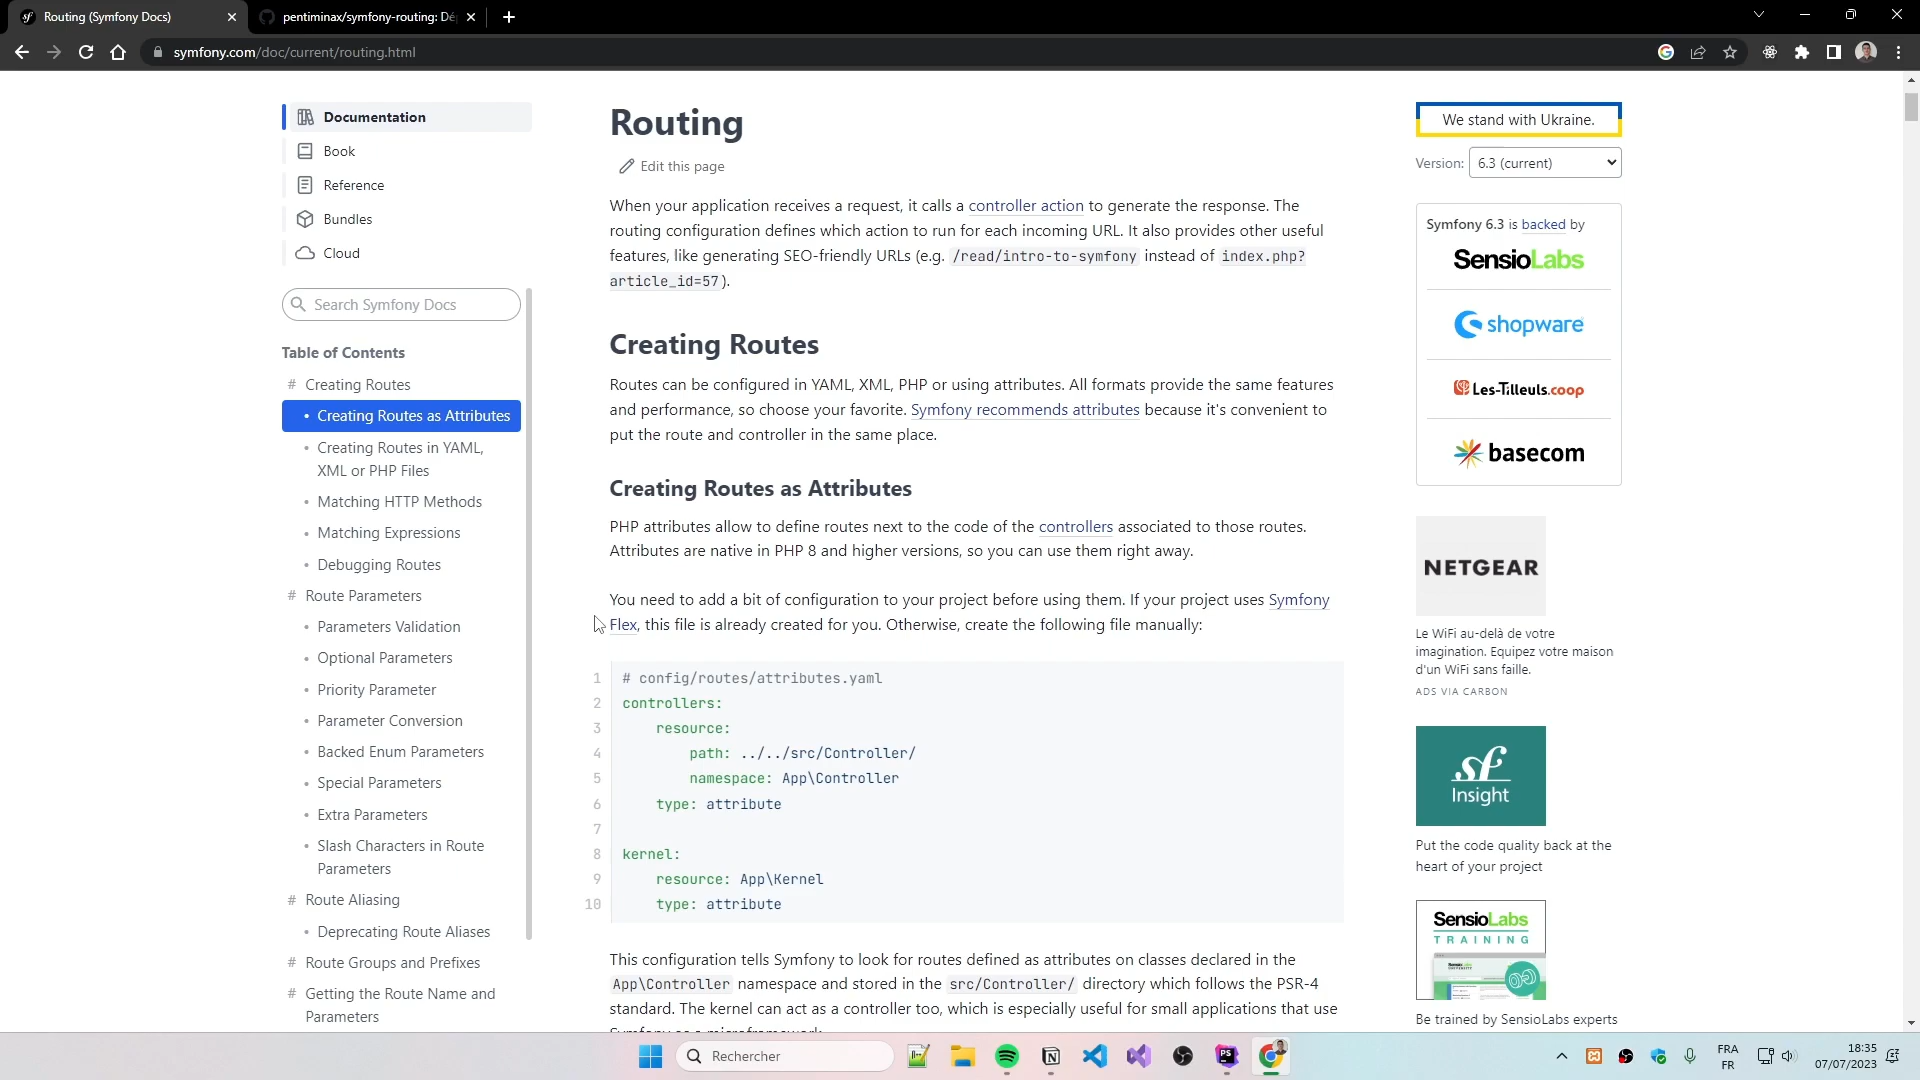 Routing (Symfony Docs)
pentiminax/symfony-routing: Dé
symfony.com/doc/current/routing.html
Documentation
Book
Reference
Bundles
Cloud
Search Symfony Docs
Table of Contents
# Creating Routes
• Creating Routes as Attributes
• Creating Routes in YAML,
XML or PHP Files
• Matching HTTP Methods
• Matching Expressions
• Debugging Routes
# Route Parameters
• Parameters Validation
• Optional Parameters
• Priority Parameter
• Parameter Conversion
• Backed Enum Parameters
• Special Parameters
• Extra Parameters
• Slash Characters in Route
Parameters
# Route Aliasing
• Deprecating Route Aliases
# Route Groups and Prefixes
# Getting the Route Name and
Parameters
Routing
Edit this page
When your application receives a request, it calls a controller action to generate the response. The
routing configuration defines which action to run for each incoming URL. It also provides other useful
features, like generating SEO-friendly URLs (e.g. /read/intro-to-symfony instead of index.php?
article_id=57).
Creating Routes
Routes can be configured in YAML, XML, PHP or using attributes. All formats provide the same features
and performance, so choose your favorite. Symfony recommends attributes because it's convenient to
put the route and controller in the same place.
Creating Routes as Attributes
PHP attributes allow to define routes next to the code of the controllers associated to those routes.
Attributes are native in PHP 8 and higher versions, so you can use them right away.
You need to add a bit of configuration to your project before using them. If your project uses Symfony
Flex, this file is already created for you. Otherwise, create the following file manually:
1 # config/routes/attributes.yaml
2 controllers:
3 resource:
4 path: ../../src/Controller/
5 namespace: App\Controller
6 type: attribute
7
8 kernel:
9 resource: App\Kernel
10 type: attribute
This configuration tells Symfony to look for routes defined as attributes on classes declared in the
App\Controller namespace and stored in the src/Controller/ directory which follows the PSR-4
standard. The kernel can act as a controller too, which is especially useful for small applications that use
Symfony as a microframework.
We stand with Ukraine.
Version: 6.3 (current)
Symfony 6.3 is backed by
SensioLabs
shopware
Les-Tilleuls.coop
basecom
NETGEAR
Le WiFi au-delà de votre
imagination. Equipez votre maison
d'un WiFi sans faille.
ADS VIA CARBON
sf
Insight
Put the code quality back at the
heart of your project
SensioLabs
TRAINING
Be trained by SensioLabs experts
Rechercher
PS
FRA
FR
18:35
07/07/2023